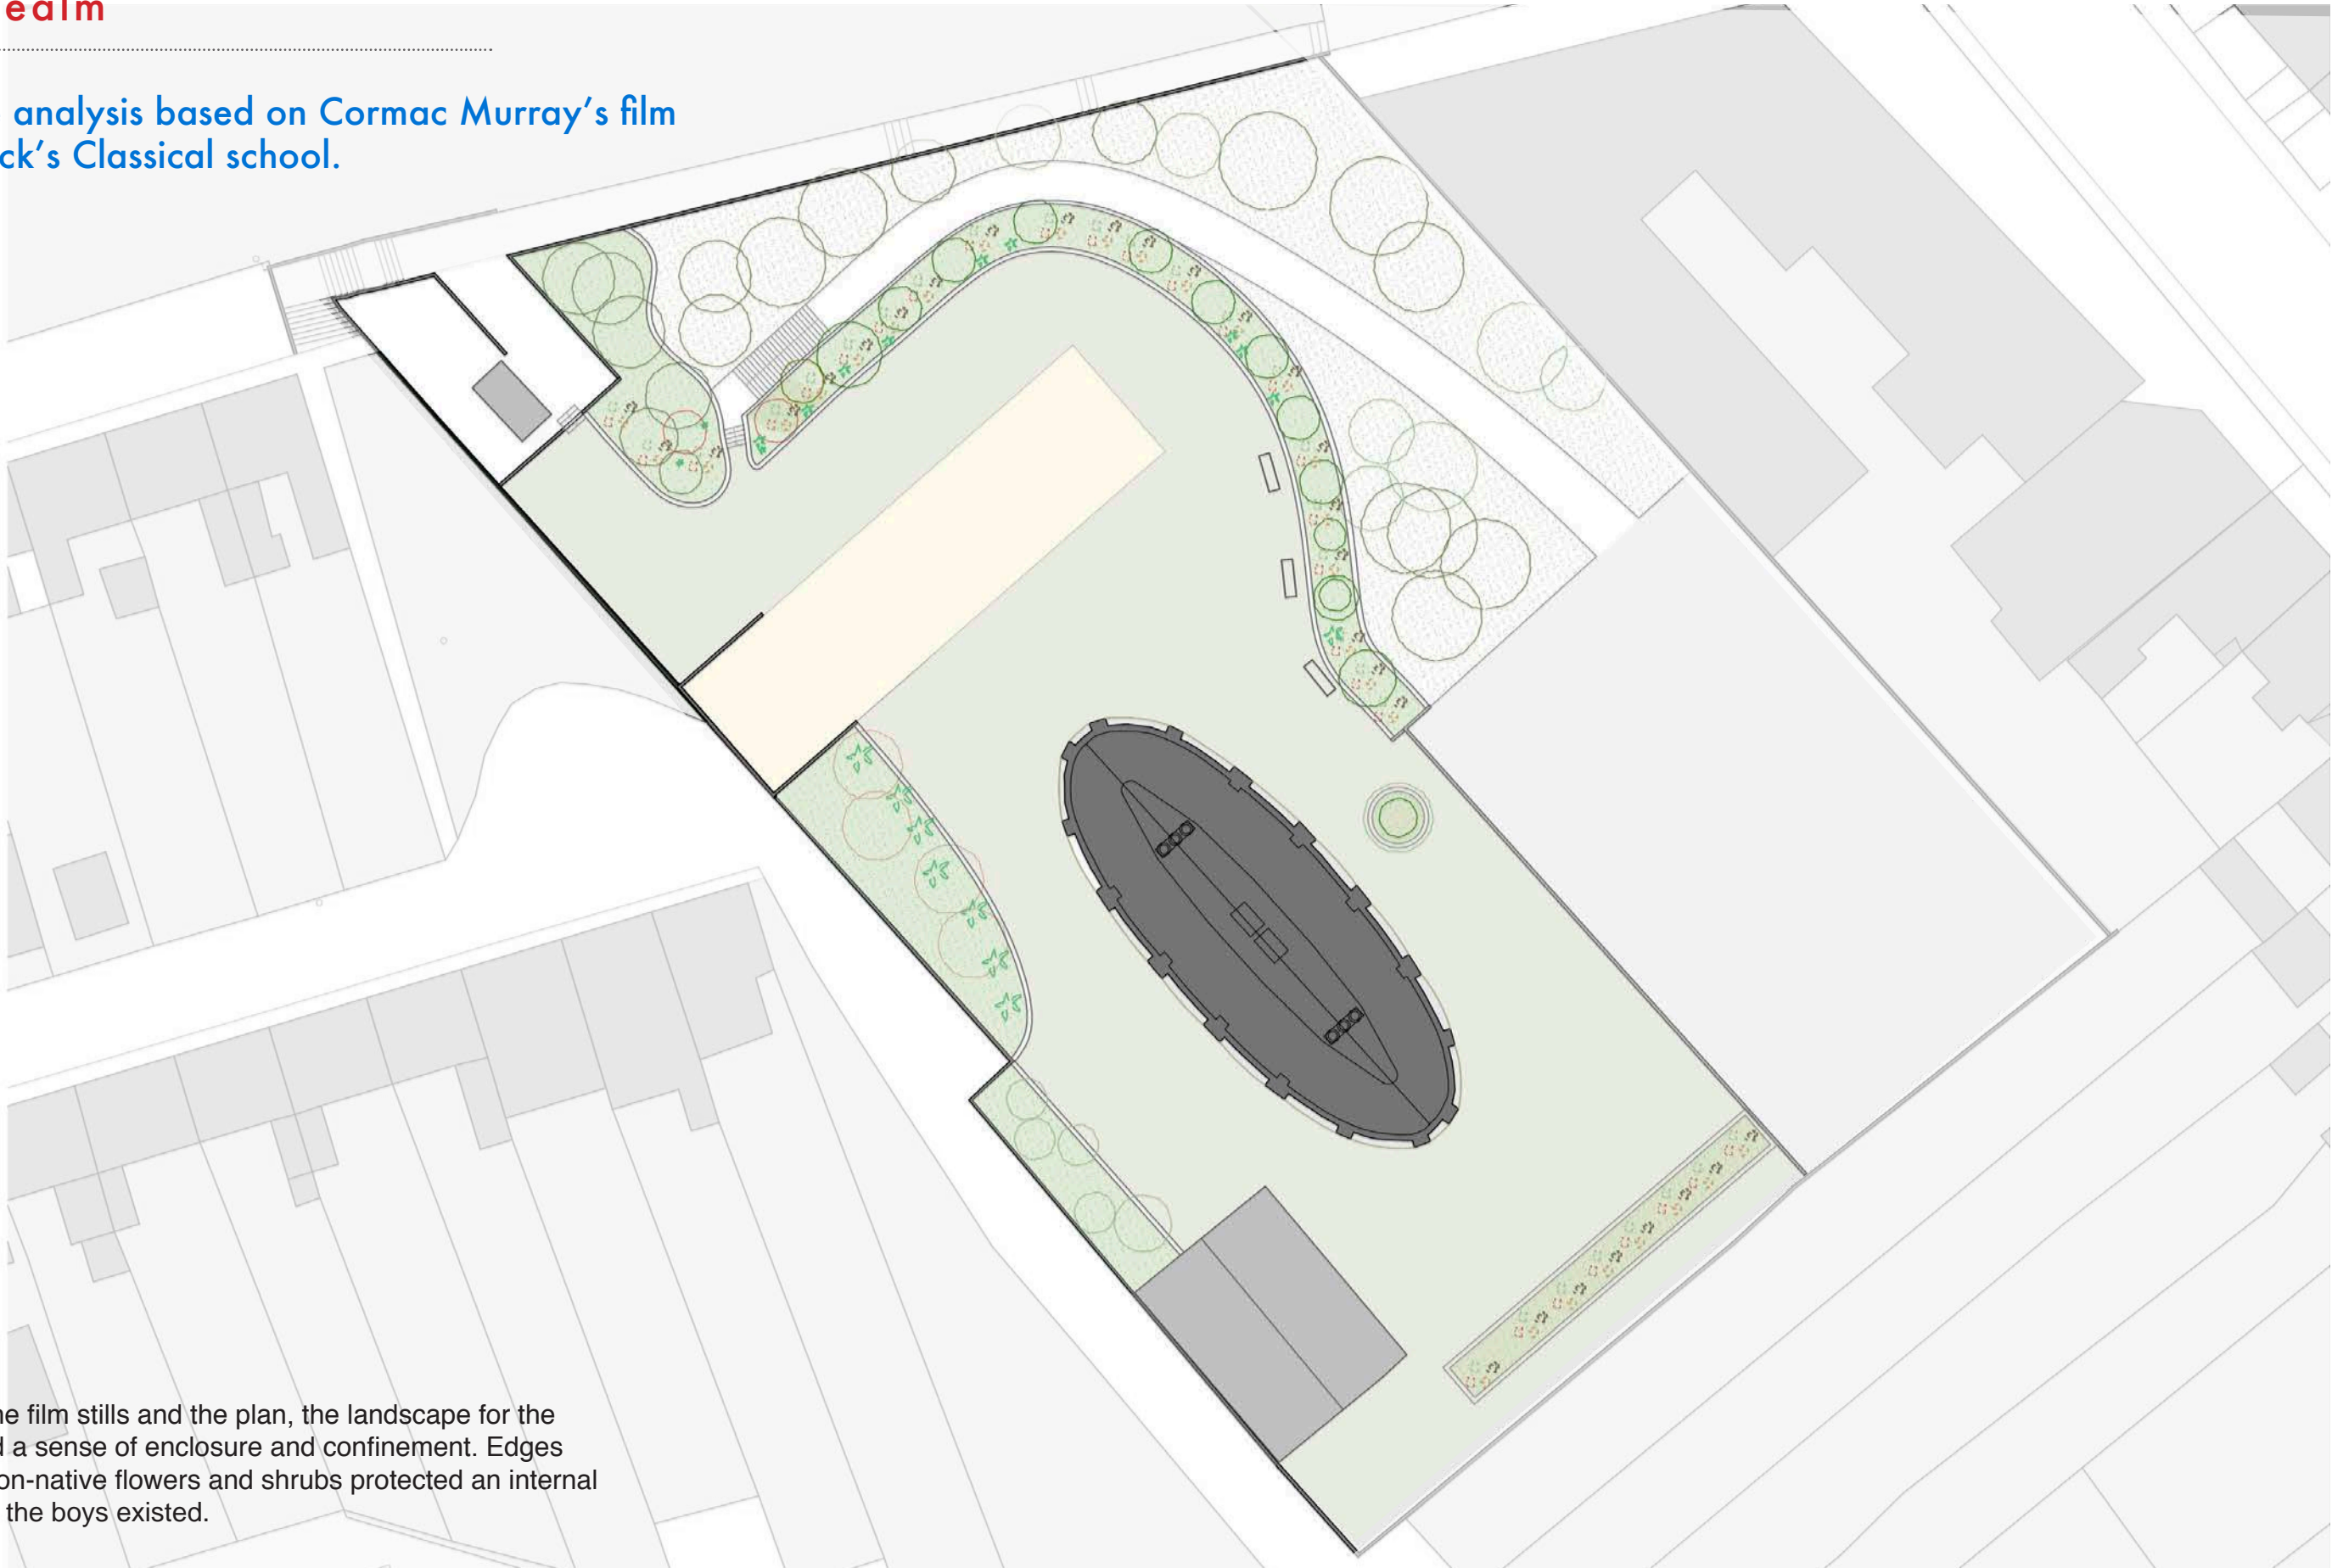 ealm
analysis based on Cormac Murray's film
ck's Classical school.
e film stills and the plan, the landscape for the
a sense of enclosure and confinement. Edges
on-native flowers and shrubs protected an internal
the boys existed.